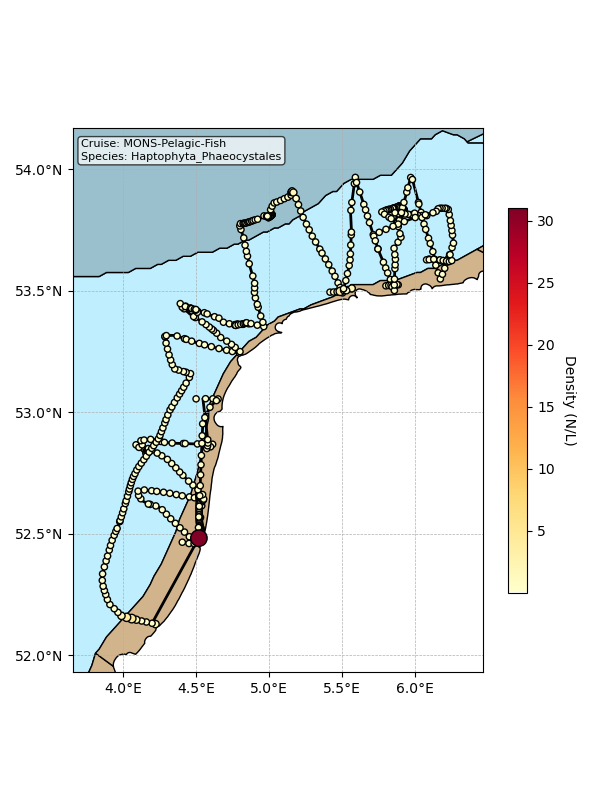 Cruise: MONS-Pelagic-Fish
Species: Haptophyta_Phaeocystales
54.0°N
53.5°N
53.0°N
52.5°N
52.0°N
4.0°E 4.5°E 5.0°E 5.5°E 6.0°E
30
25
20
15
10
5
Density (N/L)